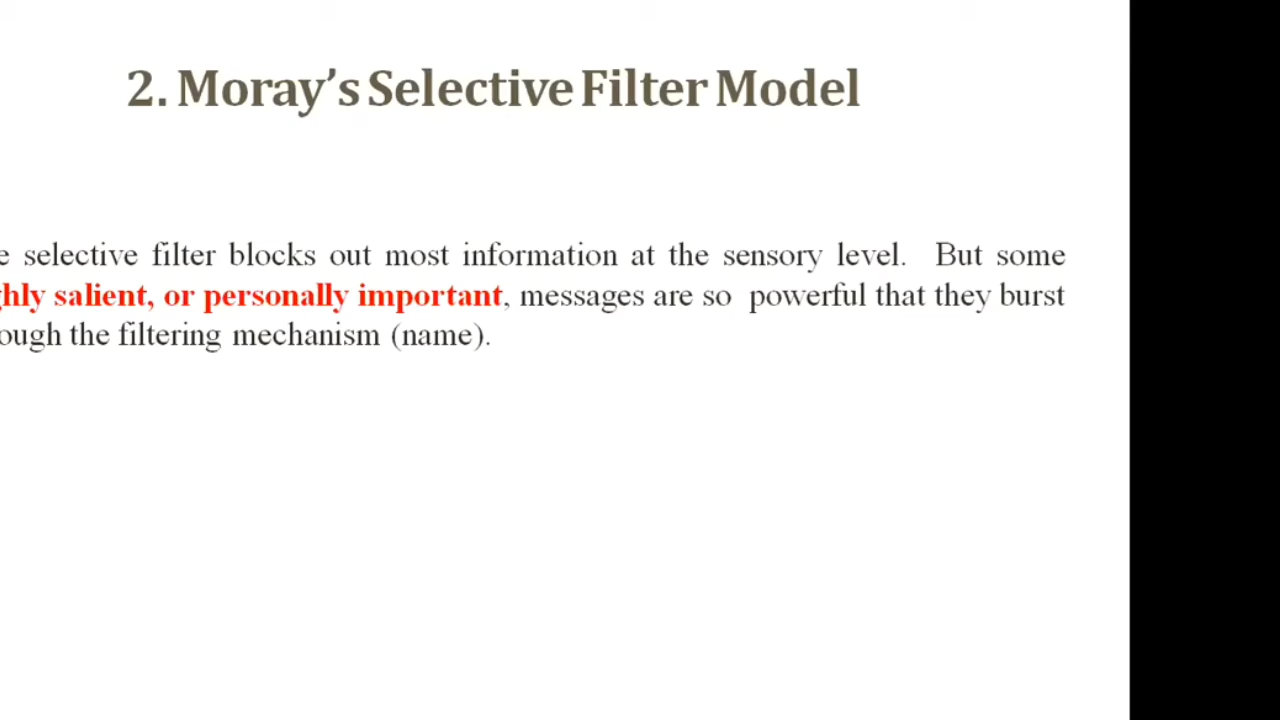 2. Moray's Selective Filter Model
selective filter blocks out most information at the sensory level. But some
salient, or personally important, messages are so powerful that they burst
the filtering mechanism (name).